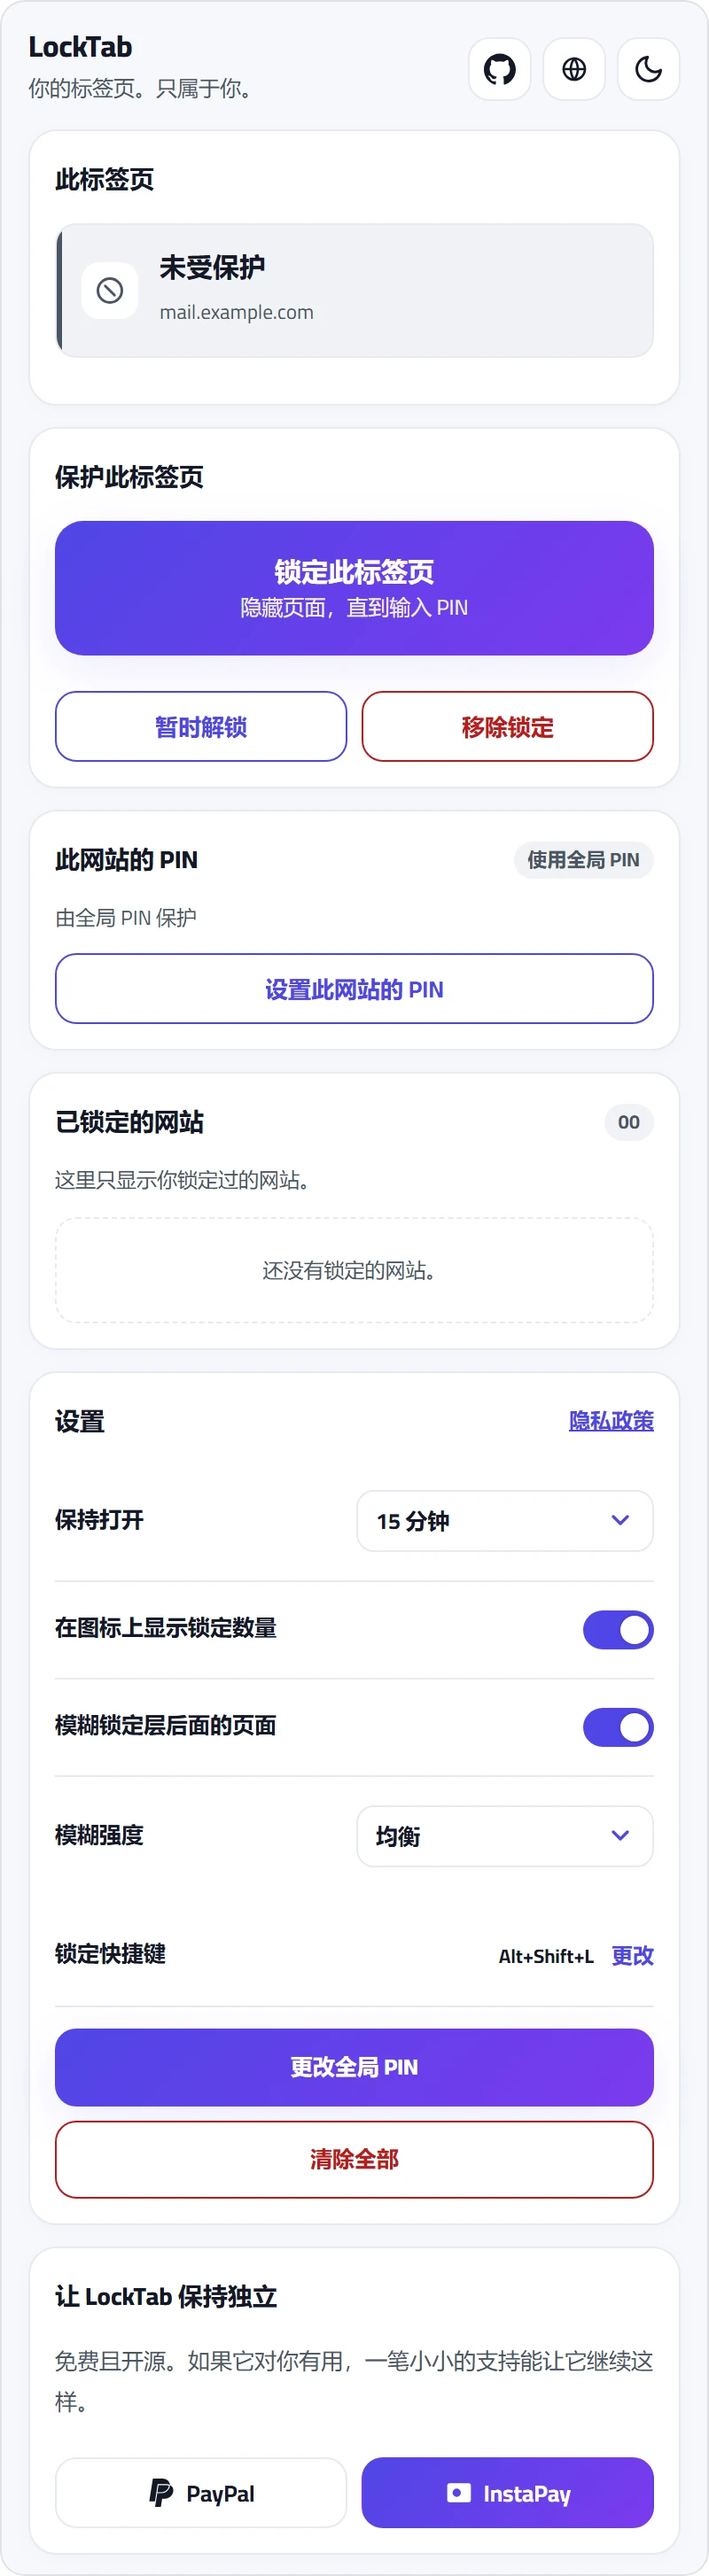 LockTab
你的标签页。只属于你。
此标签页
未受保护
mail.example.com
保护此标签页
锁定此标签页
隐藏页面，直到输入 PIN
暂时解锁
移除锁定
此网站的 PIN
使用全局 PIN
由全局 PIN 保护
设置此网站的 PIN
已锁定的网站
00
这里只显示你锁定过的网站。
还没有锁定的网站。
设置
隐私政策
保持打开
15 分钟
在图标上显示锁定数量
模糊锁定层后面的页面
模糊强度
均衡
锁定快捷键
Alt+Shift+L
更改
更改全局 PIN
清除全部
让 LockTab 保持独立
免费且开源。如果它对你有用，一笔小小的支持能让它继续这
样。
PayPal
InstaPay